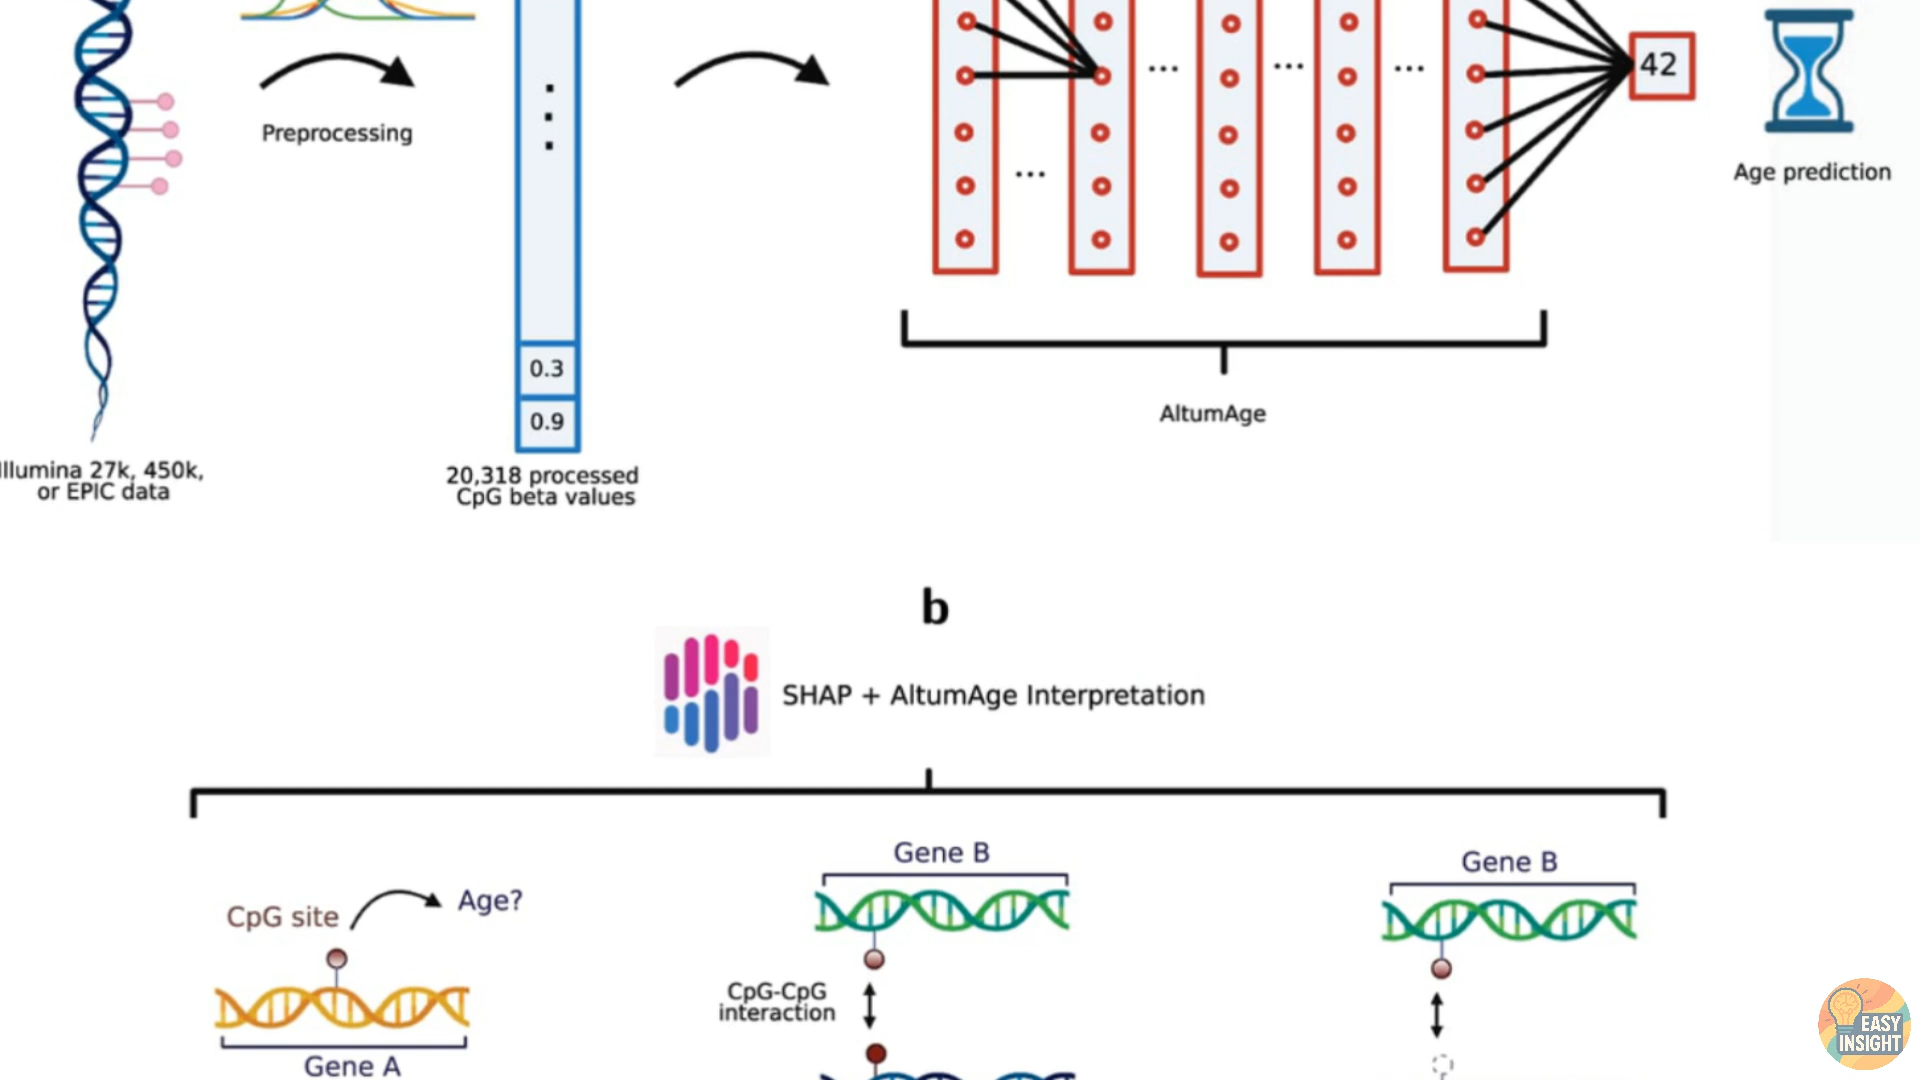 42
Preprocessing
Age prediction
0.3
0.9
AltumAge
Illumina 27k, 450k,
or EPIC data
20,318 processed
CpG beta values
b
SHAP + AltumAge Interpretation
Gene B
Gene B
CpG site
Age?
CpG-CpG
interaction
Gene A
EASY
INSIGHT